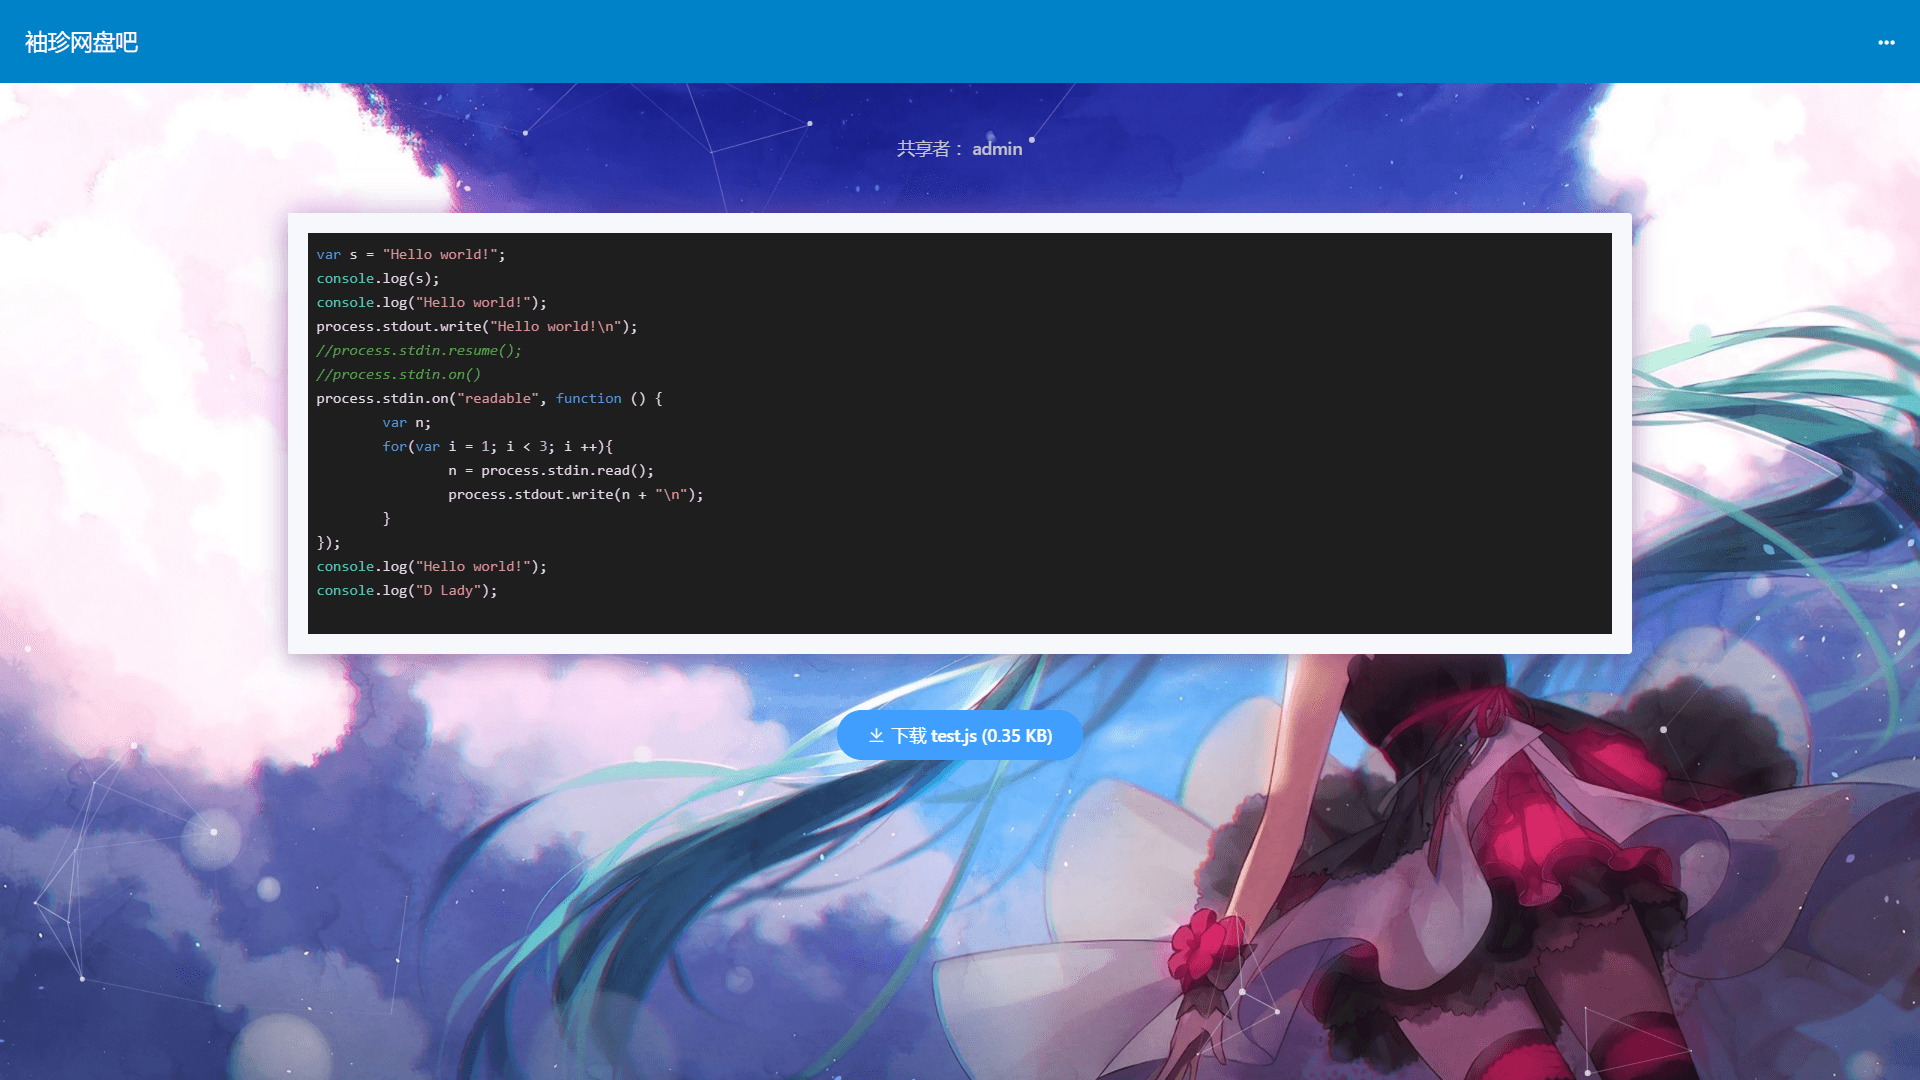 袖珍网盘吧
共享者： admin
var s = "Hello world!";
console.log(s);
console.log("Hello world!");
process.stdout.write("Hello world!\n");
//process.stdin.resume();
//process.stdin.on()
process.stdin.on("readable", function () {
        var n;
        for(var i = 1; i < 3; i ++){
                n = process.stdin.read();
                process.stdout.write(n + "\n");
        }
});
console.log("Hello world!");
console.log("D Lady");
下载 test.js (0.35 KB)